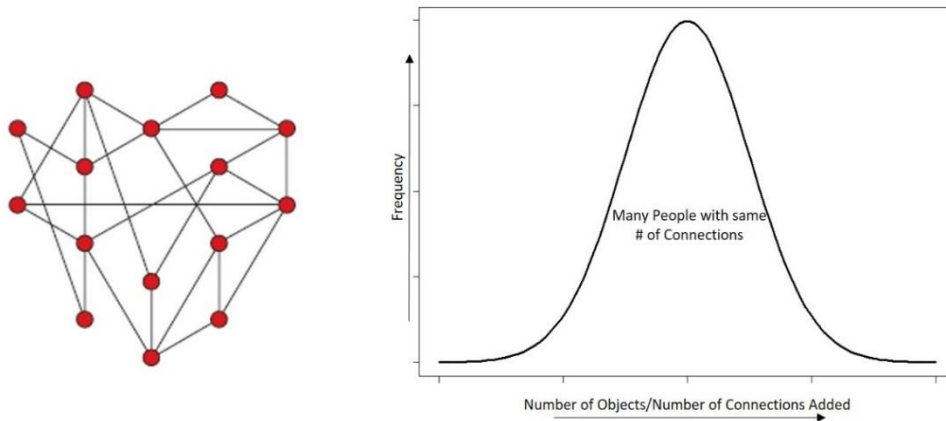 Frequency
Many People with same
# of Connections
Number of Objects/Number of Connections Added